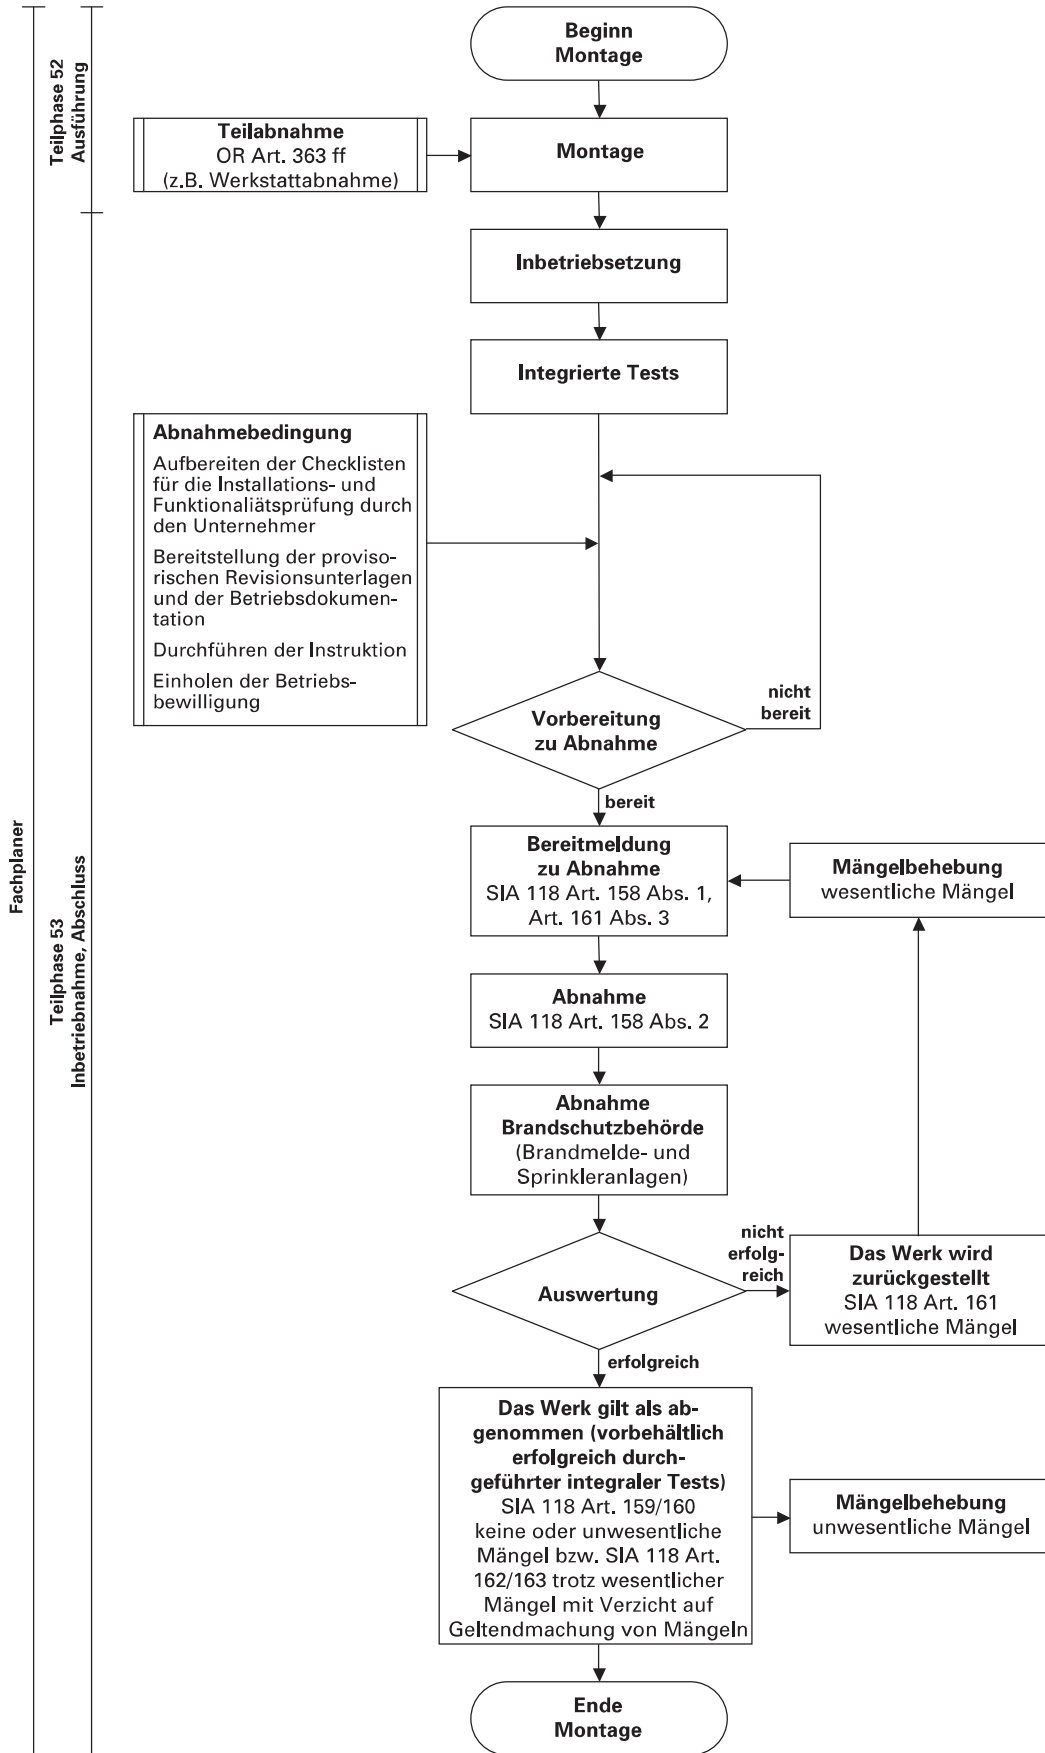 Beginn
Montage
Teilphase 52
Ausführung
Teilabnahme
OR Art. 363 ff
(z.B. Werkstattabnahme)
Montage
Inbetriebsetzung
Integrierte Tests
Abnahmebedingung
Aufbereiten der Checklisten
für die Installations- und
Funktionaliätsprüfung durch
den Unternehmer
Bereitstellung der proviso-
rischen Revisionsunterlagen
und der Betriebsdokumen-
tation
Durchführen der Instruktion
Einholen der Betriebs-
bewilligung
Vorbereitung
zu Abnahme
nicht
bereit
bereit
Fachplaner
Teilphase 53
Inbetriebnahme, Abschluss
Bereitmeldung
zu Abnahme
SIA 118 Art. 158 Abs. 1,
Art. 161 Abs. 3
Mängelbehebung
wesentliche Mängel
Abnahme
SIA 118 Art. 158 Abs. 2
Abnahme
Brandschutzbehörde
(Brandmelde- und
Sprinkleranlagen)
Auswertung
nicht
erfolg-
reich
Das Werk wird
zurückgestellt
SIA 118 Art. 161
wesentliche Mängel
erfolgreich
Das Werk gilt als ab-
genommen (vorbehältlich
erfolgreich durch-
geführter integraler Tests)
SIA 118 Art. 159/160
keine oder unwesentliche
Mängel bzw. SIA 118 Art.
162/163 trotz wesentlicher
Mängel mit Verzicht auf
Geltendmachung von Mängeln
Mängelbehebung
unwesentliche Mängel
Ende
Montage